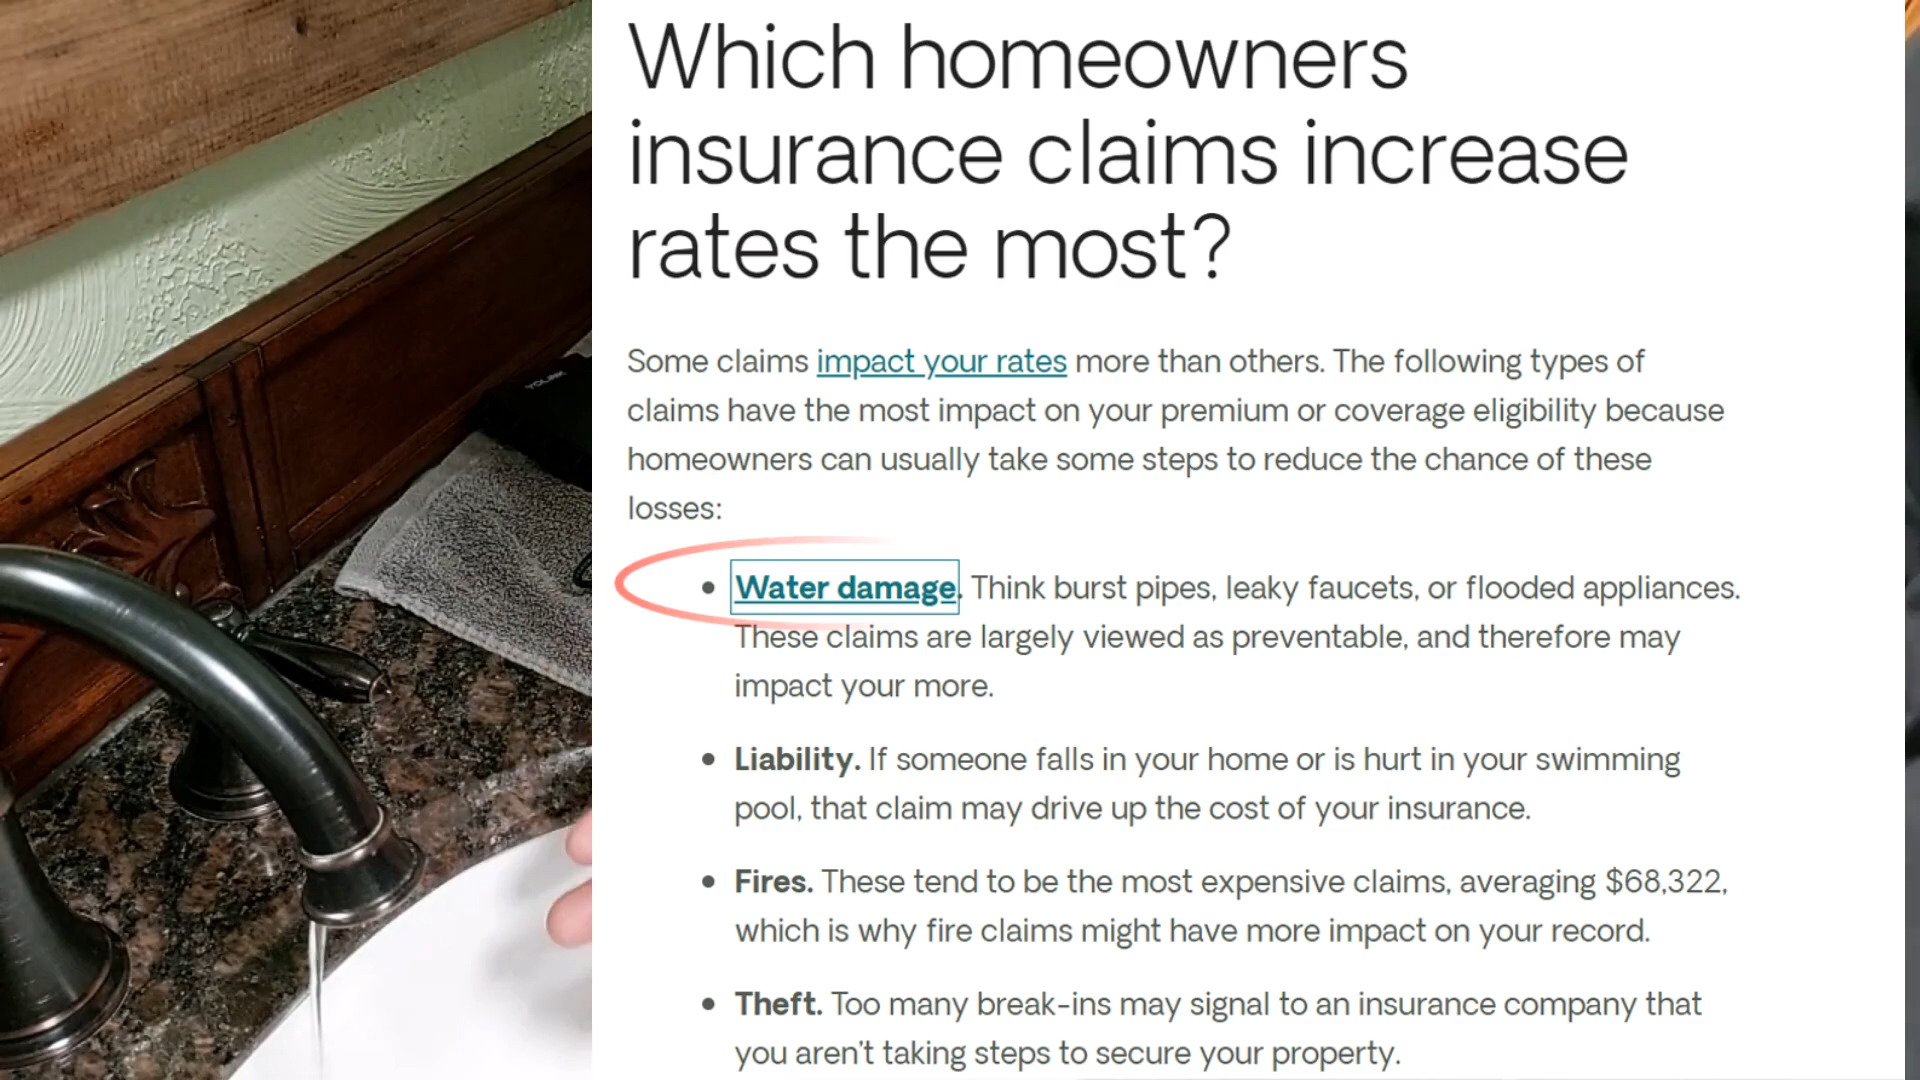 Which homeowners
insurance claims increase
rates the most?
Some claims impact your rates more than others. The following types of
claims have the most impact on your premium or coverage eligibility because
homeowners can usually take some steps to reduce the chance of these
losses:
YOLINK
• Water damage. Think burst pipes, leaky faucets, or flooded appliances.
These claims are largely viewed as preventable, and therefore may
impact your more.
• Liability. If someone falls in your home or is hurt in your swimming
pool, that claim may drive up the cost of your insurance.
• Fires. These tend to be the most expensive claims, averaging $68,322,
which is why fire claims might have more impact on your record.
• Theft. Too many break-ins may signal to an insurance company that
you aren't taking steps to secure your property.